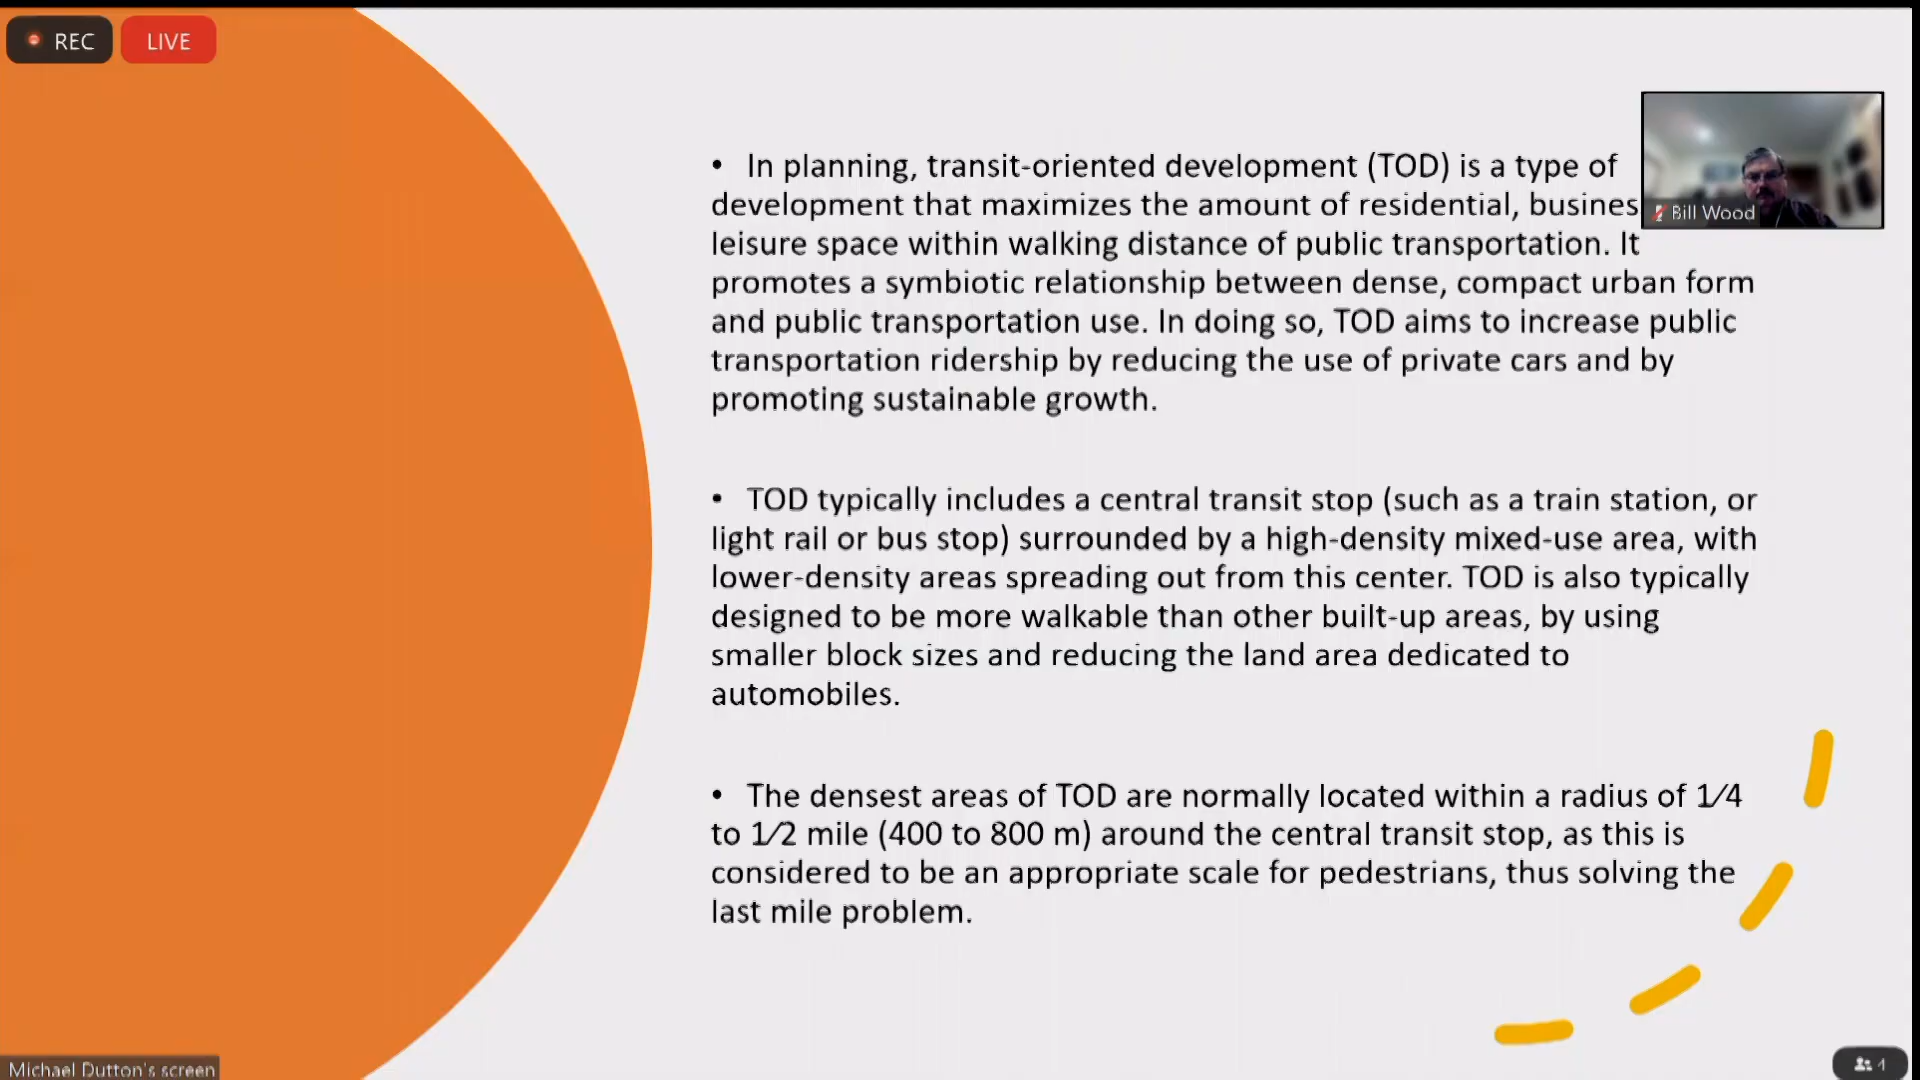 REC
LIVE
• In planning, transit-oriented development (TOD) is a type of
development that maximizes the amount of residential, busines
leisure space within walking distance of public transportation. It
promotes a symbiotic relationship between dense, compact urban form
and public transportation use. In doing so, TOD aims to increase public
transportation ridership by reducing the use of private cars and by
promoting sustainable growth.
Bill Wood
• TOD typically includes a central transit stop (such as a train station, or
light rail or bus stop) surrounded by a high-density mixed-use area, with
lower-density areas spreading out from this center. TOD is also typically
designed to be more walkable than other built-up areas, by using
smaller block sizes and reducing the land area dedicated to
automobiles.
• The densest areas of TOD are normally located within a radius of 1⁄4
to 1⁄2 mile (400 to 800 m) around the central transit stop, as this is
considered to be an appropriate scale for pedestrians, thus solving the
last mile problem.
Michael Dutton's screen
4